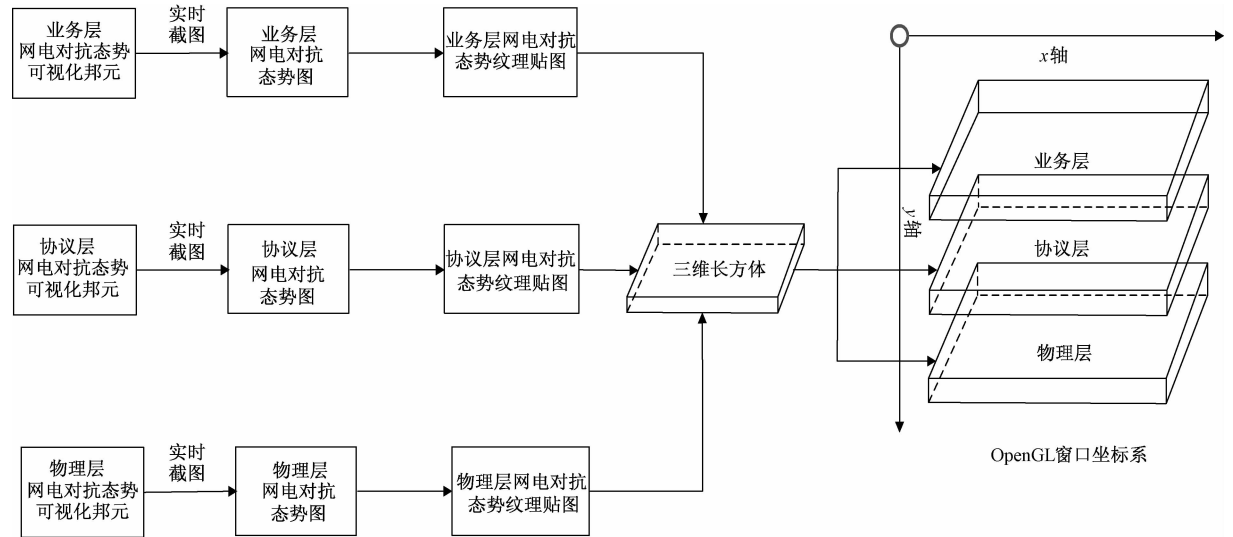 业务层
网电对抗态势
可视化邦元
实时
截图
业务层
网电对抗
态势图
业务层网电对抗
态势纹理贴图
x轴
业务层
y轴
协议层
网电对抗态势
可视化邦元
实时
截图
协议层
网电对抗
态势图
协议层网电对抗
态势纹理贴图
三维长方体
协议层
物理层
物理层
网电对抗态势
可视化邦元
实时
截图
物理层
网电对抗
态势图
物理层网电对抗
态势纹理贴图
OpenGL窗口坐标系